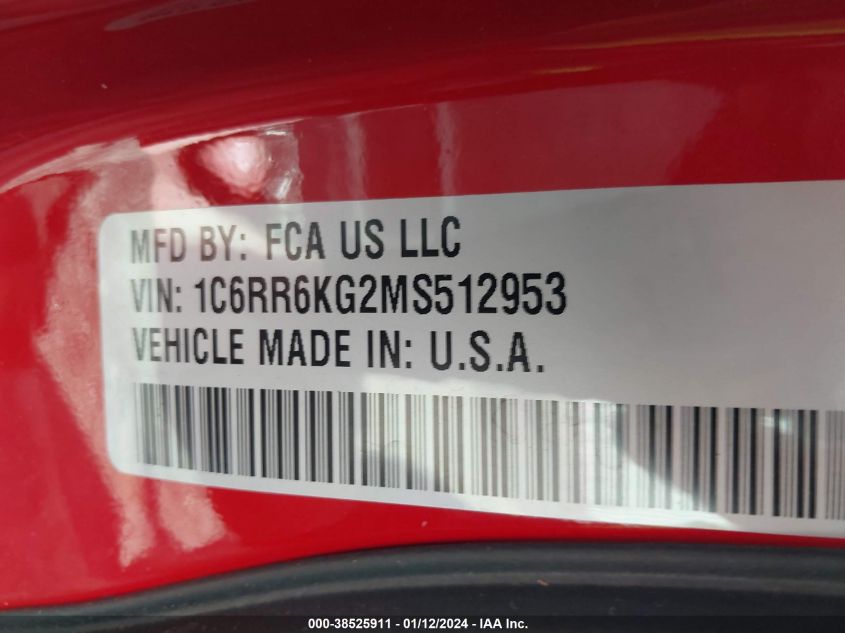 MFD BY: FCA US LLC
VIN: 1C6RR6KG2MS512953
VEHICLE MADE IN: U.S.A.
000-38525911 - 01/12/2024 - IAA Inc.